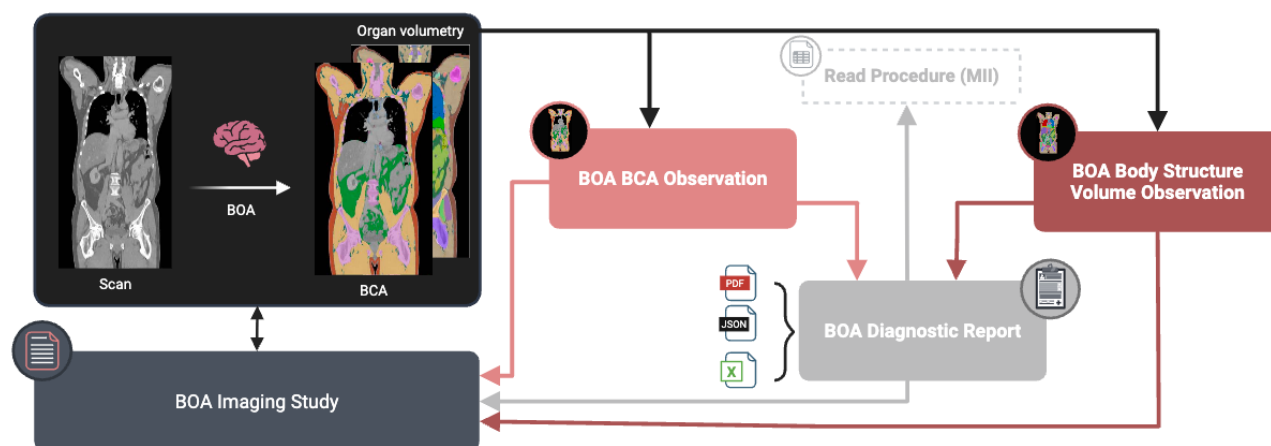 Organ volumetry
BOA
Scan
BCA
Read Procedure (MII)
BOA BCA Observation
BOA Body Structure
Volume Observation
PDF
JSON
X
BOA Diagnostic Report
BOA Imaging Study